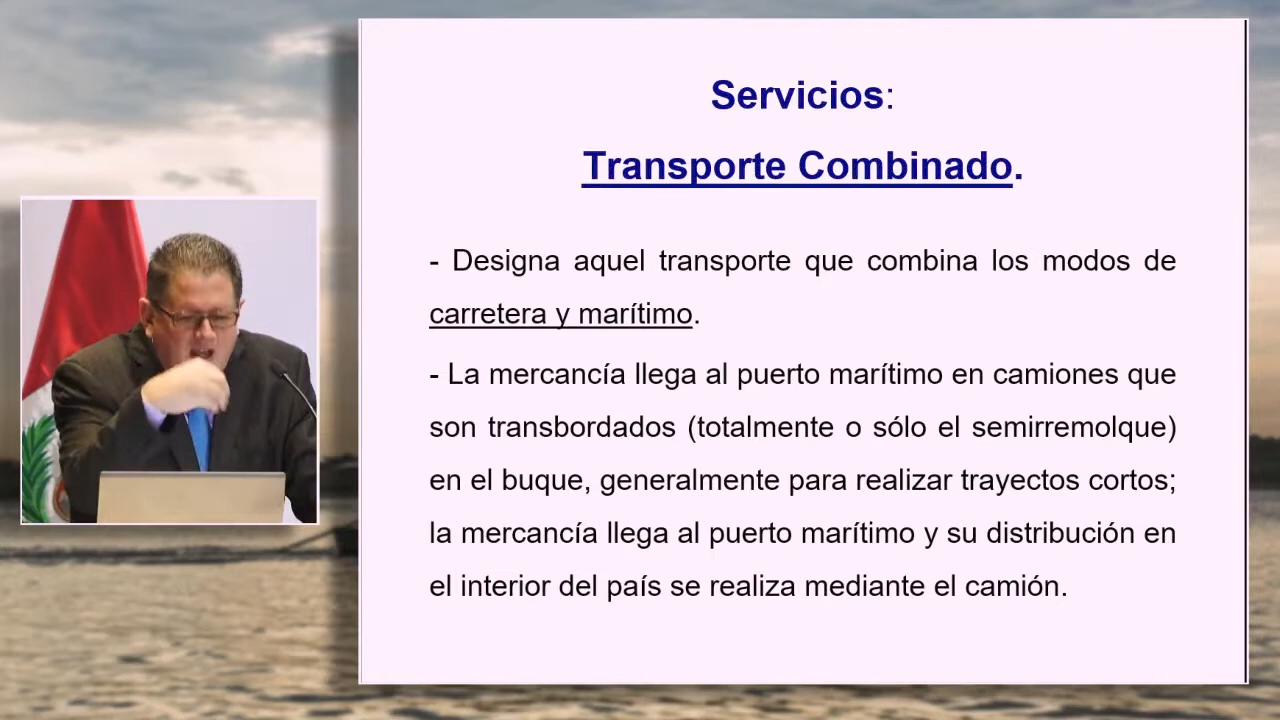 Servicios:
Transporte Combinado.
- Designa aquel transporte que combina los modos de
carretera y marítimo.
- La mercancía llega al puerto marítimo en camiones que
son transbordados (totalmente o sólo el semirremolque)
en el buque, generalmente para realizar trayectos cortos;
la mercancía llega al puerto marítimo y su distribución en
el interior del país se realiza mediante el camión.